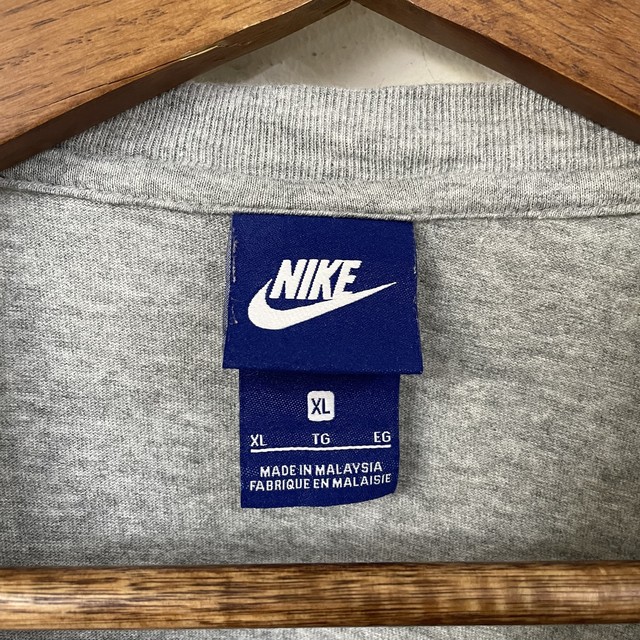 NIKE
XL
XL TG EG
MADE IN MALAYSIA
FABRIQUE EN MALAISIE